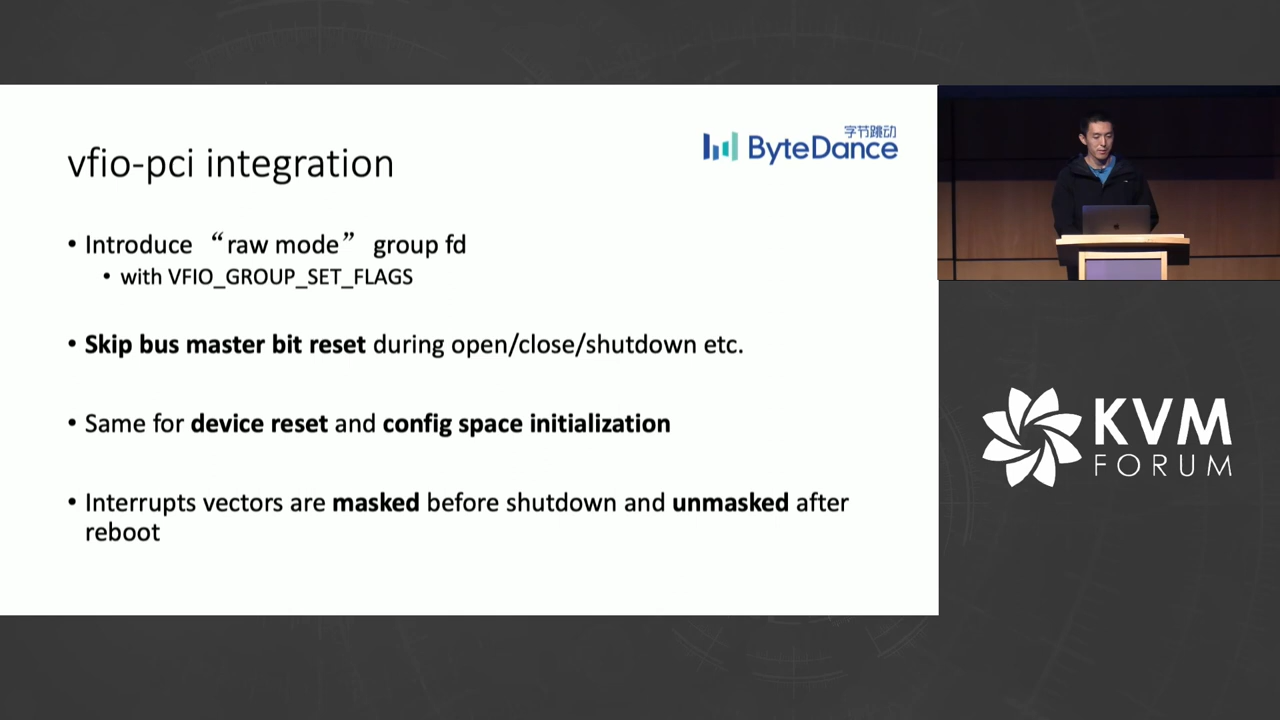 vfio-pci integration
字节跳动
ByteDance
• Introduce “raw mode” group fd
• with VFIO_GROUP_SET_FLAGS
• Skip bus master bit reset during open/close/shutdown etc.
• Same for device reset and config space initialization
• Interrupts vectors are masked before shutdown and unmasked after
reboot
KVM
FORUM